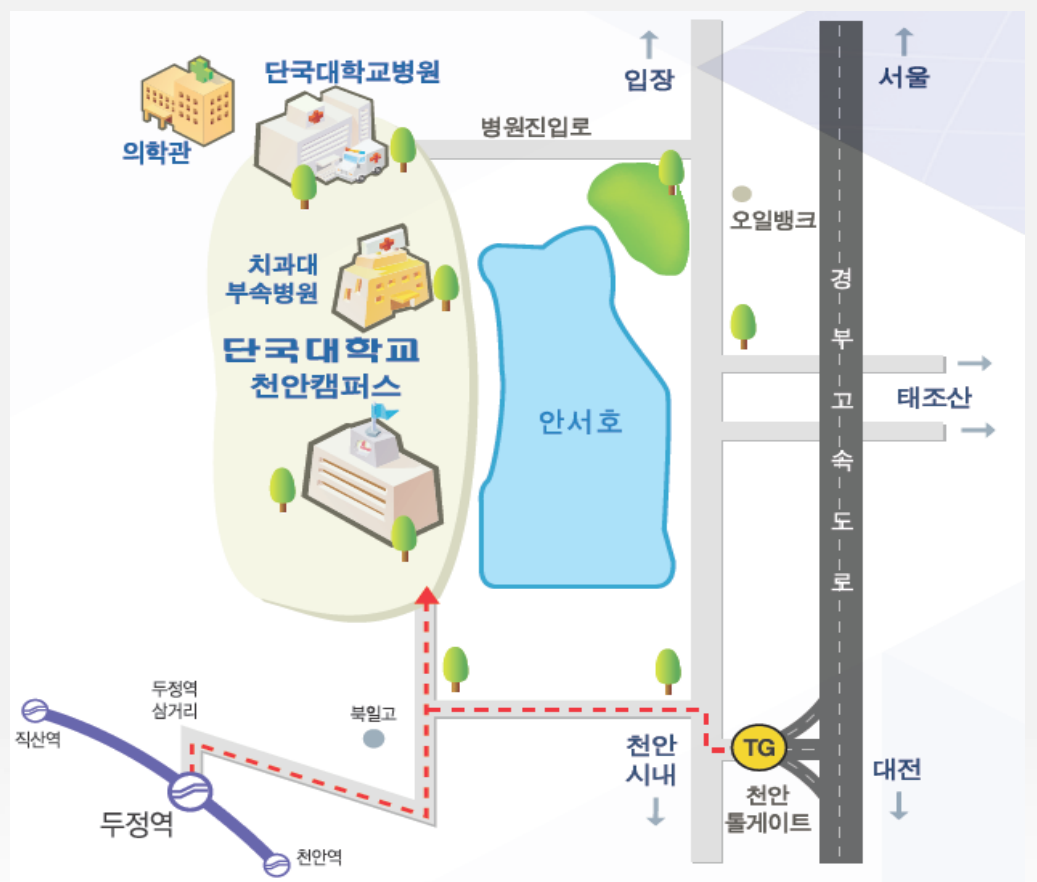 입장
서울
단국대학교병원
병원진입로
의학관
오일뱅크
치과대
부속병원
경부고속도로
단국대학교
천안캠퍼스
안서호
태조산
두정역
삼거리
북일고
직산역
두정역
천안역
천안
시내
TG
천안
톨게이트
대전